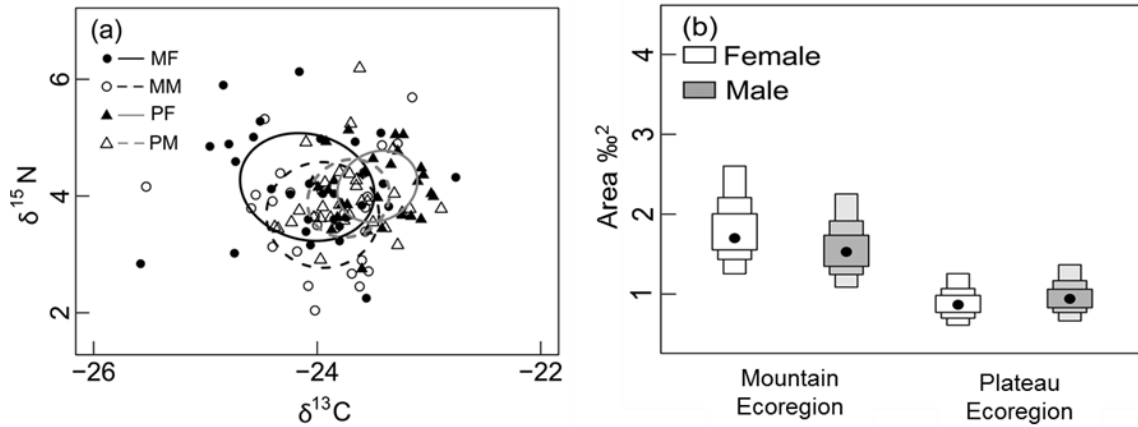 (a)
MF
MM
PF
PM
6
4
2
δ¹⁵N
−26
−24
−22
δ¹³C
(b)
Female
Male
4
3
2
1
Area ‰²
Mountain
Ecoregion
Plateau
Ecoregion